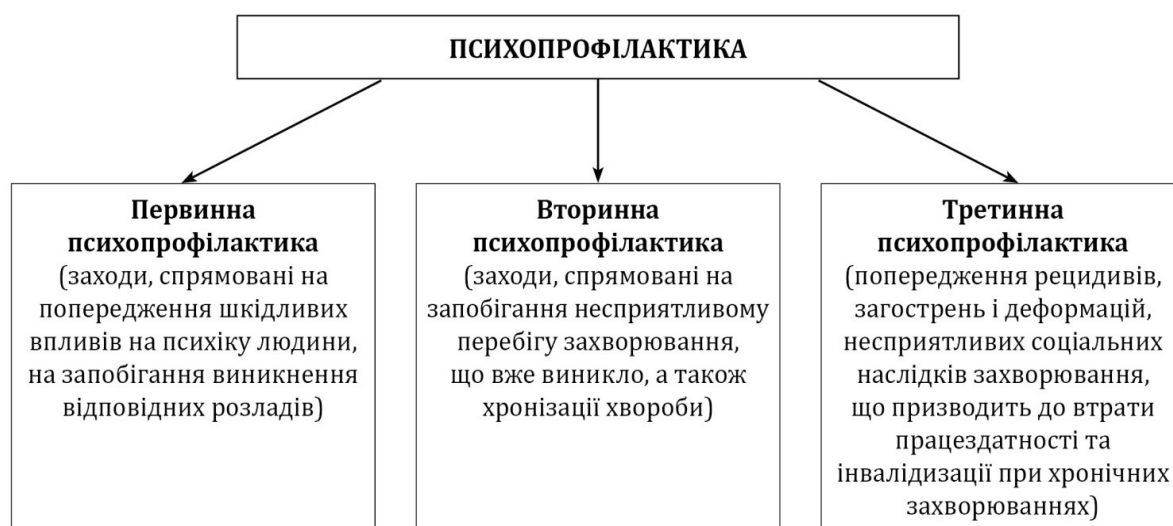 ПСИХОПРОФІЛАКТИКА
Первинна
психопрофілактика
(заходи, спрямовані на
попередження шкідливих
впливів на психіку людини,
на запобігання виникнення
відповідних розладів)
Вторинна
психопрофілактика
(заходи, спрямовані на
запобігання несприятливому
перебігу захворювання,
що вже виникло, а також
хронізації хвороби)
Третинна
психопрофілактика
(попередження рецидивів,
загострень і деформацій,
несприятливих соціальних
наслідків захворювання,
що призводить до втрати
працездатності та
інвалідизації при хронічних
захворюваннях)